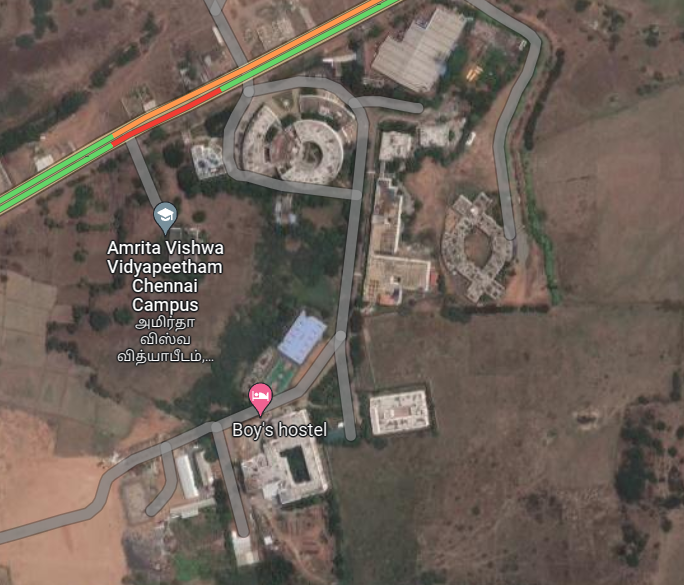 Amrita Vishwa
Vidyapeetham
Chennai
Campus
அமிர்தா
விஸ்வ
வித்யாபீடம்,...
Boy's hostel